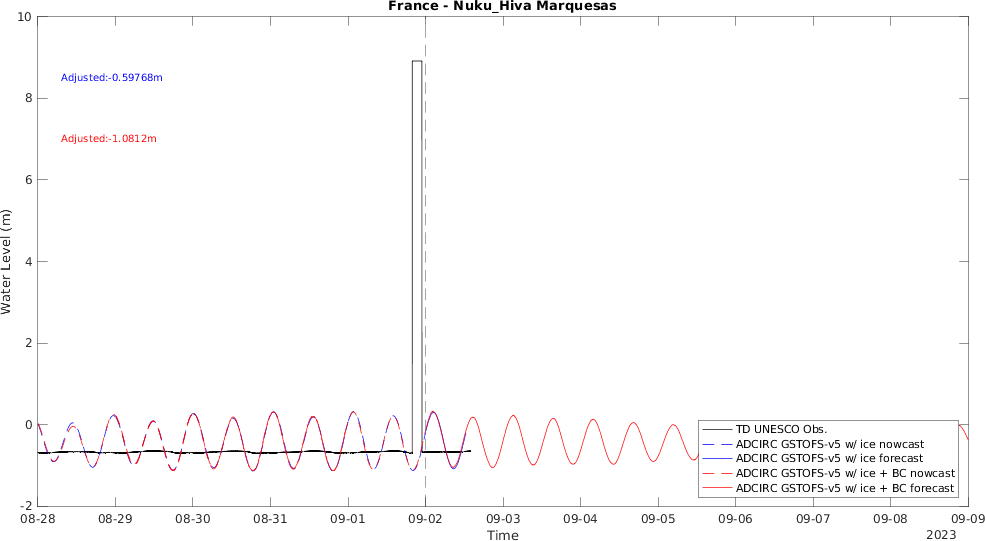 France - Nuku_Hiva Marquesas
10
8
6
4
2
0
-2
Water Level (m)
Adjusted:-0.59768m
Adjusted:-1.0812m
TD UNESCO Obs.
ADCIRC GSTOFS-v5 w/ ice nowcast
ADCIRC GSTOFS-v5 w/ ice forecast
ADCIRC GSTOFS-v5 w/ ice + BC nowcast
ADCIRC GSTOFS-v5 w/ ice + BC forecast
08-28 08-29 08-30 08-31 09-01 09-02 09-03 09-04 09-05 09-06 09-07 09-08 09-09
Time
2023